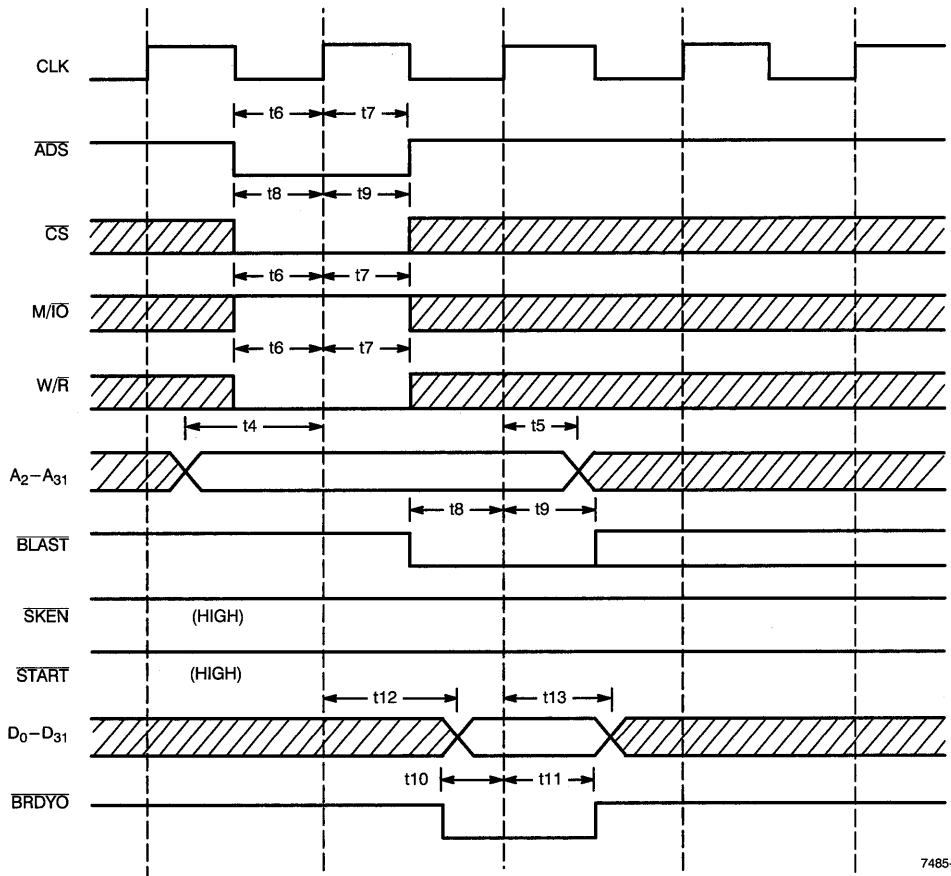 CLK
t6 t7
ADS
t8 t9
CS
t6 t7
M/IO
t6 t7
W/R
t4 t5
A2–A31
t8 t9
BLAST
SKEN (HIGH)
START (HIGH)
t12 t13
D0–D31
t10 t11
BRDYO
7485-